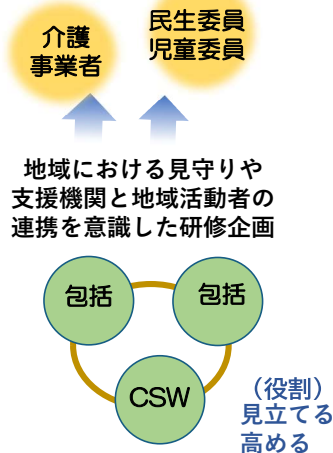 介護
事業者
民生委員
児童委員
地域における見守りや
支援機関と地域活動者の
連携を意識した研修企画
包括
包括
CSW
（役割）
見立てる
高める